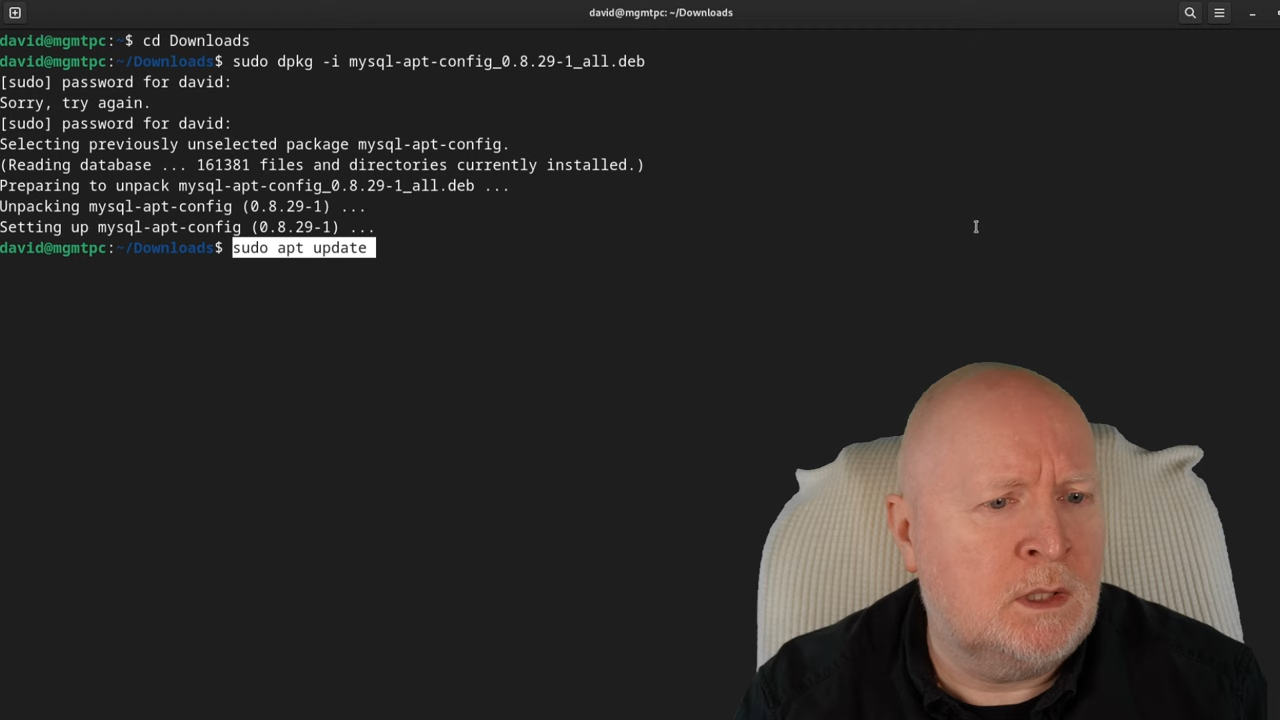 david@mgmtpc: ~/Downloads
david@mgmtpc:~$ cd Downloads
david@mgmtpc:~/Downloads$ sudo dpkg -i mysql-apt-config_0.8.29-1_all.deb
[sudo] password for david:
Sorry, try again.
[sudo] password for david:
Selecting previously unselected package mysql-apt-config.
(Reading database ... 161381 files and directories currently installed.)
Preparing to unpack mysql-apt-config_0.8.29-1_all.deb ...
Unpacking mysql-apt-config (0.8.29-1) ...
Setting up mysql-apt-config (0.8.29-1) ...
david@mgmtpc:~/Downloads$ sudo apt update